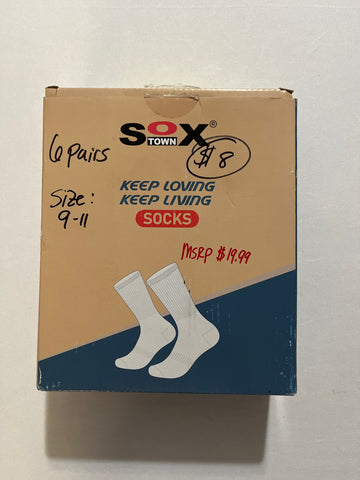 SOX®
TOWN
6 pairs
$8
Size:
9-11
KEEP LOVING
KEEP LIVING
SOCKS
MSRP $19.99